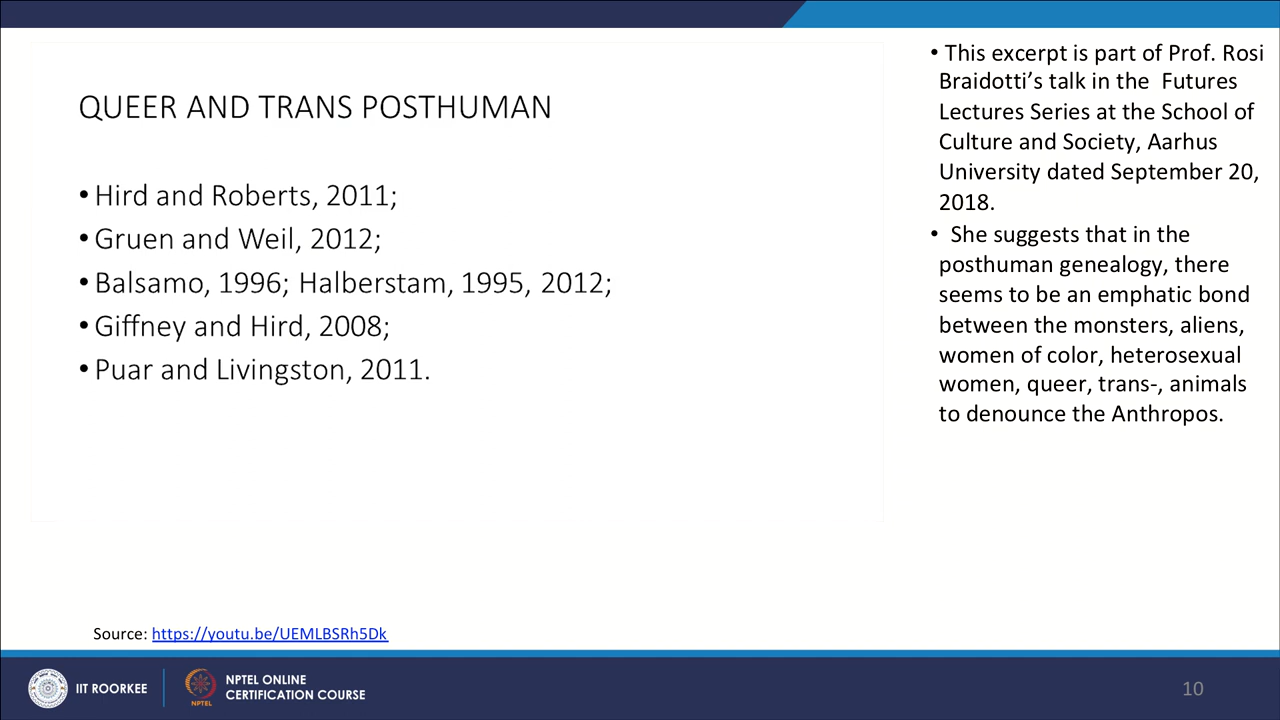 QUEER AND TRANS POSTHUMAN
• Hird and Roberts, 2011;
• Gruen and Weil, 2012;
• Balsamo, 1996; Halberstam, 1995, 2012;
• Giffney and Hird, 2008;
• Puar and Livingston, 2011.
• This excerpt is part of Prof. Rosi
Braidotti’s talk in the Futures
Lectures Series at the School of
Culture and Society, Aarhus
University dated September 20,
2018.
• She suggests that in the
posthuman genealogy, there
seems to be an emphatic bond
between the monsters, aliens,
women of color, heterosexual
women, queer, trans-, animals
to denounce the Anthropos.
Source: https://youtu.be/UEMLBSRh5Dk
IIT ROORKEE
NPTEL
NPTEL ONLINE
CERTIFICATION COURSE
10